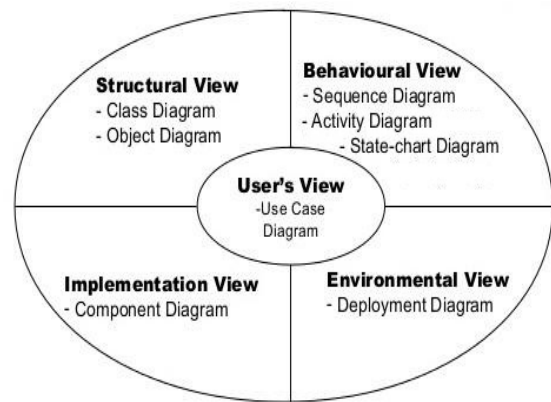 Structural View
- Class Diagram
- Object Diagram
Behavioural View
- Sequence Diagram
- Activity Diagram
- State-chart Diagram
User's View
-Use Case
Diagram
Implementation View
- Component Diagram
Environmental View
- Deployment Diagram